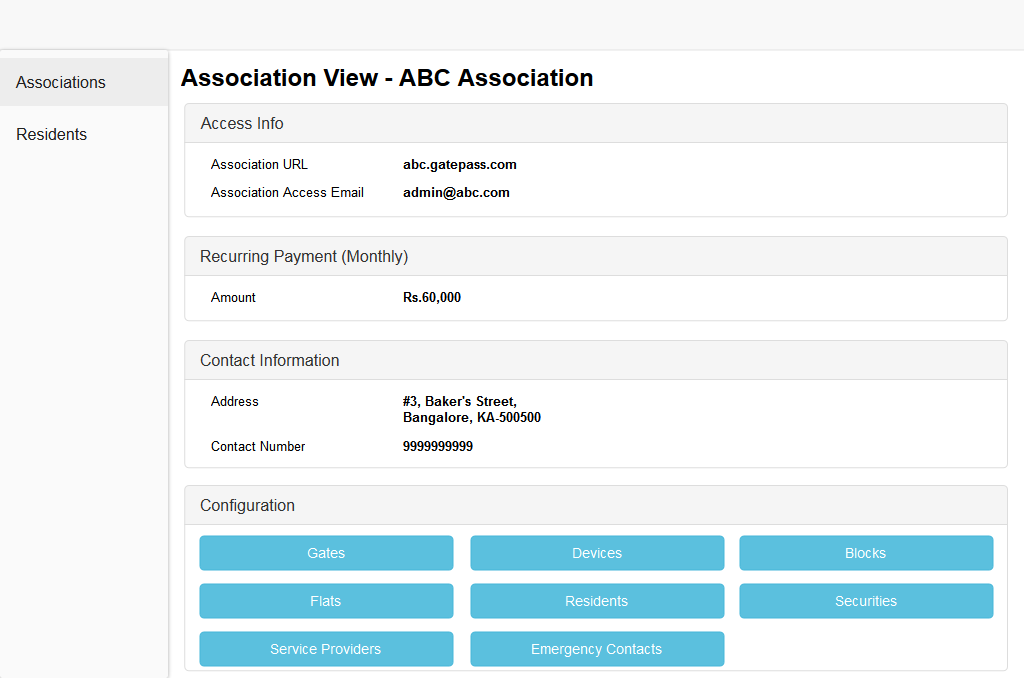 Associations
Residents
Association View - ABC Association
Access Info
Association URL abc.gatepass.com
Association Access Email admin@abc.com
Recurring Payment (Monthly)
Amount Rs.60,000
Contact Information
Address #3, Baker's Street,
Bangalore, KA-500500
Contact Number 9999999999
Configuration
Gates Devices Blocks
Flats Residents Securities
Service Providers Emergency Contacts